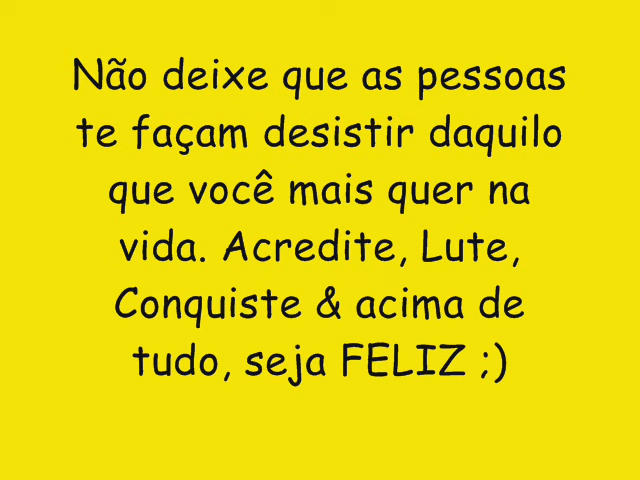 Não deixe que as pessoas
te façam desistir daquilo
que você mais quer na
vida. Acredite, Lute,
Conquiste & acima de
tudo, seja FELIZ ;)